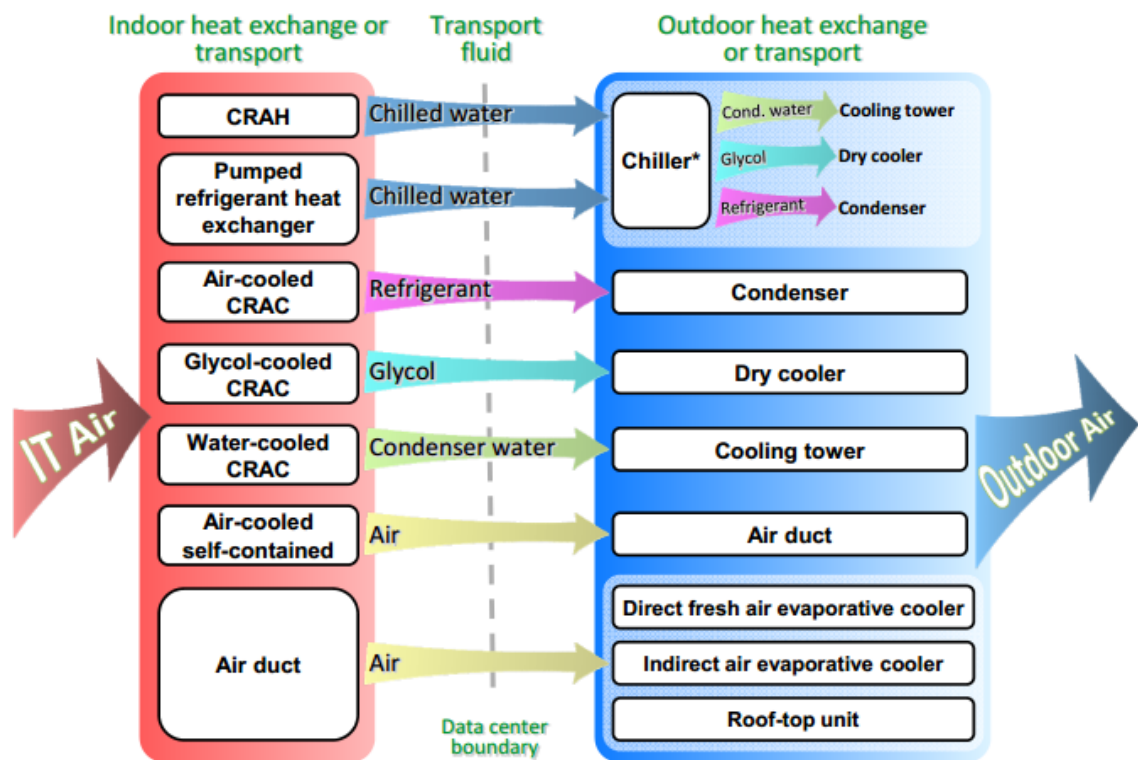 Indoor heat exchange or
transport
Transport
fluid
Outdoor heat exchange
or transport
CRAH
Chilled water
Chiller*
Cond. water
Cooling tower
Glycol
Dry cooler
Refrigerant
Condenser
Pumped
refrigerant heat
exchanger
Chilled water
Air-cooled
CRAC
Refrigerant
Condenser
Glycol-cooled
CRAC
Glycol
Dry cooler
IT Air
Water-cooled
CRAC
Condenser water
Cooling tower
Outdoor Air
Air-cooled
self-contained
Air
Air duct
Air duct
Air
Direct fresh air evaporative cooler
Indirect air evaporative cooler
Roof-top unit
Data center
boundary